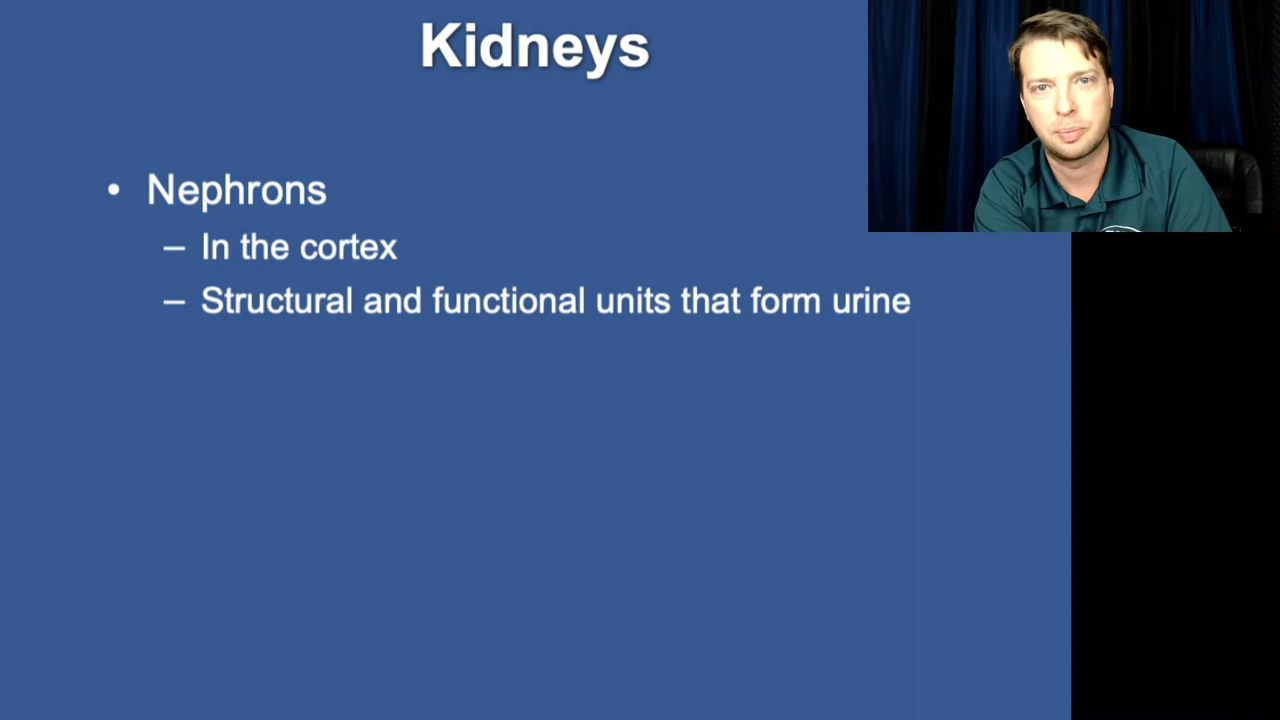 Kidneys
• Nephrons
– In the cortex
– Structural and functional units that form urine